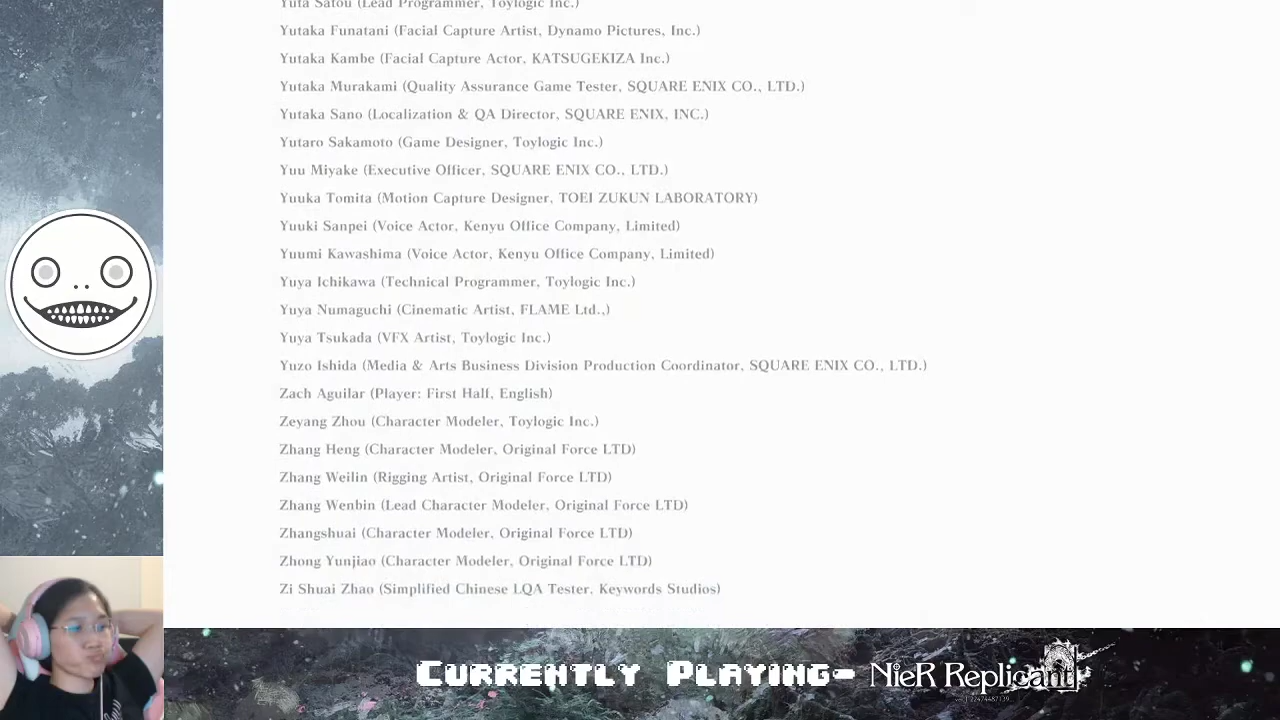 Yuta Satou (Lead Programmer, Toylogic Inc.)
Yutaka Funatani (Facial Capture Artist, Dynamo Pictures, Inc.)
Yutaka Kambe (Facial Capture Actor, KATSUGEKIZA Inc.)
Yutaka Murakami (Quality Assurance Game Tester, SQUARE ENIX CO., LTD.)
Yutaka Sano (Localization & QA Director, SQUARE ENIX, INC.)
Yutaro Sakamoto (Game Designer, Toylogic Inc.)
Yuu Miyake (Executive Officer, SQUARE ENIX CO., LTD.)
Yuuka Tomita (Motion Capture Designer, TOEI ZUKUN LABORATORY)
Yuuki Sanpei (Voice Actor, Kenyu Office Company, Limited)
Yuumi Kawashima (Voice Actor, Kenyu Office Company, Limited)
Yuya Ichikawa (Technical Programmer, Toylogic Inc.)
Yuya Numaguchi (Cinematic Artist, FLAME Ltd.,)
Yuya Tsukada (VFX Artist, Toylogic Inc.)
Yuzo Ishida (Media & Arts Business Division Production Coordinator, SQUARE ENIX CO., LTD.)
Zach Aguilar (Player: First Half, English)
Zeyang Zhou (Character Modeler, Toylogic Inc.)
Zhang Heng (Character Modeler, Original Force LTD)
Zhang Weilin (Rigging Artist, Original Force LTD)
Zhang Wenbin (Lead Character Modeler, Original Force LTD)
Zhangshuai (Character Modeler, Original Force LTD)
Zhong Yunjiao (Character Modeler, Original Force LTD)
Zi Shuai Zhao (Simplified Chinese LQA Tester, Keywords Studios)
Currently Playing- NieR Replicant